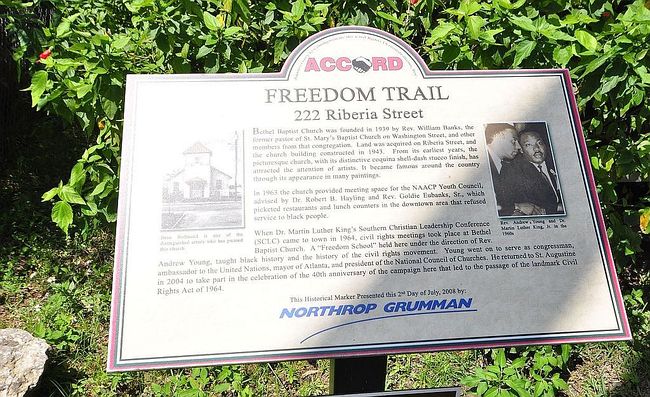 ACCORD
FREEDOM TRAIL
222 Riberia Street
Bethel Baptist Church was founded in 1939 by Rev. William Banks, the
former pastor of St. Mary's Baptist Church on Washington Street, and other
members from that congregation. Land was acquired on Riberia Street, and
the church building constructed in 1943. From its earliest years, the
picturesque church, with its distinctive coquina shell-dash stucco finish, has
attracted the attention of artists. It became famous around the country
through its appearance in many paintings.
In 1963 the church provided meeting space for the NAACP Youth Council,
advised by Dr. Robert B. Hayling and Rev. Goldie Eubanks, Sr., which
picketed restaurants and lunch counters in the downtown area that refused
service to black people.
When Dr. Martin Luther King's Southern Christian Leadership Conference
(SCLC) came to town in 1964, civil rights meetings took place at Bethel
Baptist Church. A "Freedom School" held here under the direction of Rev.
Andrew Young, taught black history and the history of the civil rights movement. Young went on to serve as congressman,
ambassador to the United Nations, mayor of Atlanta, and president of the National Council of Churches. He returned to St. Augustine
in 2004 to take part in the celebration of the 40th anniversary of the campaign here that led to the passage of the landmark Civil
Rights Act of 1964.
is one of the
distinguished artists who has painted
this church.
Rev. Andrew Young and Dr.
Martin Luther King, Jr. in the
1960s
This Historical Marker Presented this 2nd Day of July, 2008 by:
NORTHROP GRUMMAN